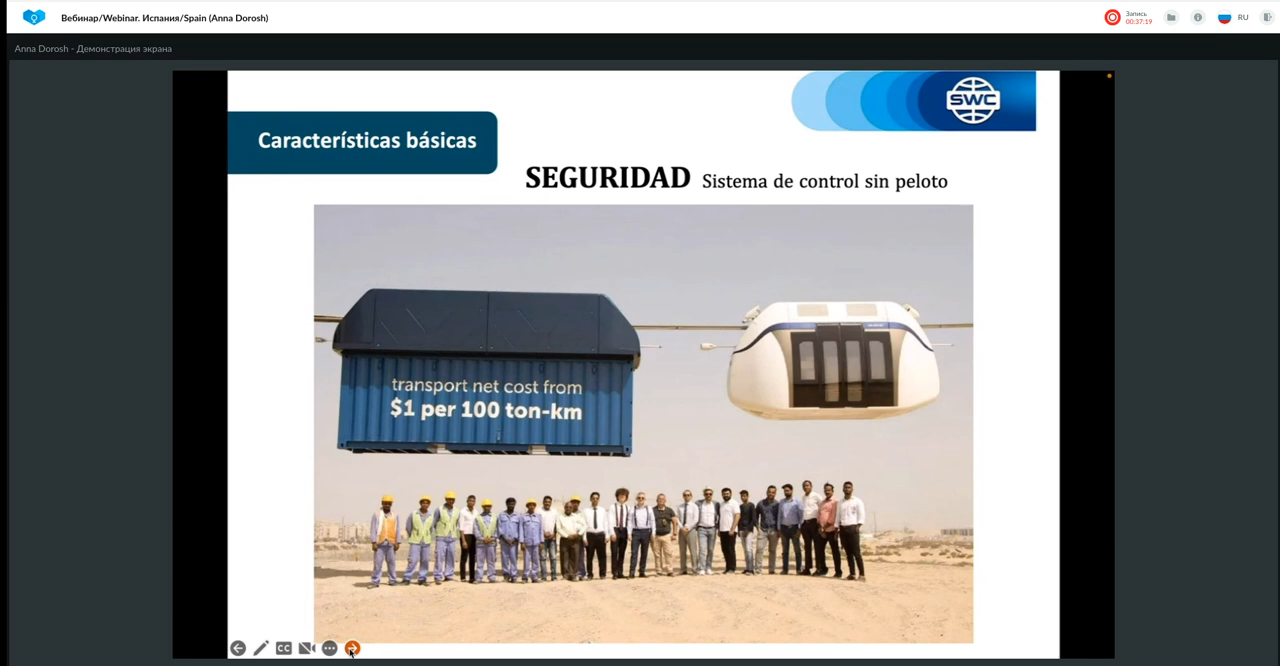 Вебинар/Webinar. Испания/Spain (Anna Dorosh)
Запись
00:37:19
RU
Anna Dorosh - Демонстрация экрана
SWC
Características básicas
SEGURIDAD Sistema de control sin peloto
transport net cost from
$1 per 100 ton-km
CC